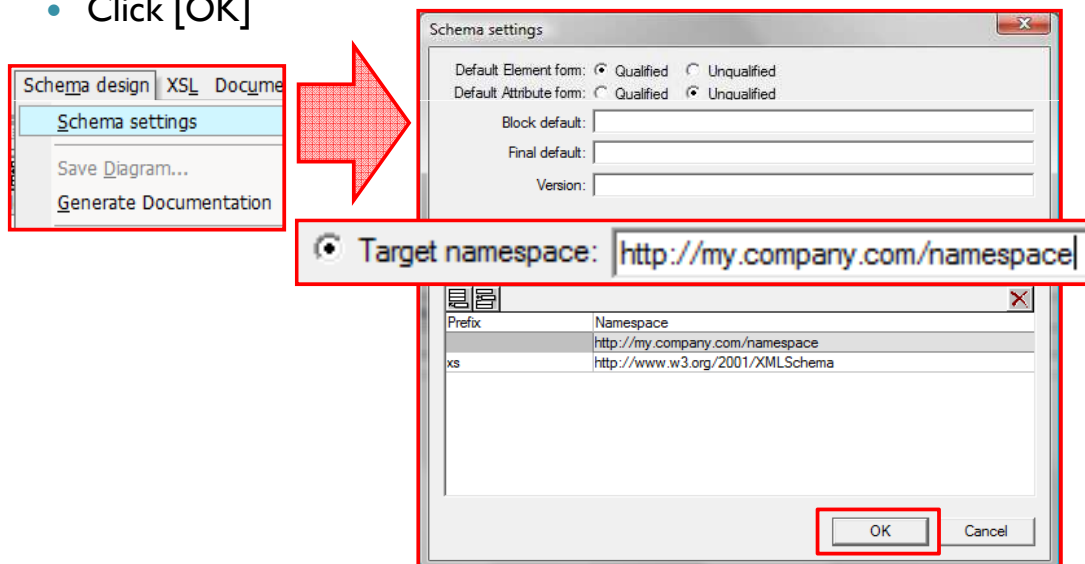 • Click [OK]
Schema design XSL Docume
Schema settings
Save Diagram...
Generate Documentation
Schema settings
Default Element form: Qualified Unqualified
Default Attribute form: Qualified Unqualified
Block default:
Final default:
Version:
Target namespace: http://my.company.com/namespace
Prefix Namespace
http://my.company.com/namespace
xs http://www.w3.org/2001/XMLSchema
OK Cancel